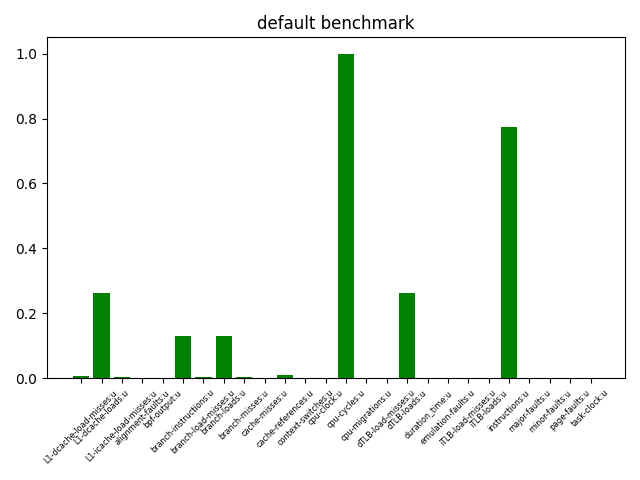 default benchmark
1.0
0.8
0.6
0.4
0.2
0.0
L1-dcache-load-misses:u
L1-dcache-loads:u
L1-icache-load-misses:u
alignment-faults:u
bpf-output:u
branch-instructions:u
branch-load-misses:u
branch-loads:u
branch-misses:u
cache-misses:u
cache-references:u
context-switches:u
cpu-clock:u
cpu-cycles:u
cpu-migrations:u
dTLB-load-misses:u
dTLB-loads:u
duration_time:u
emulation-faults:u
iTLB-load-misses:u
iTLB-loads:u
instructions:u
major-faults:u
minor-faults:u
page-faults:u
task-clock:u